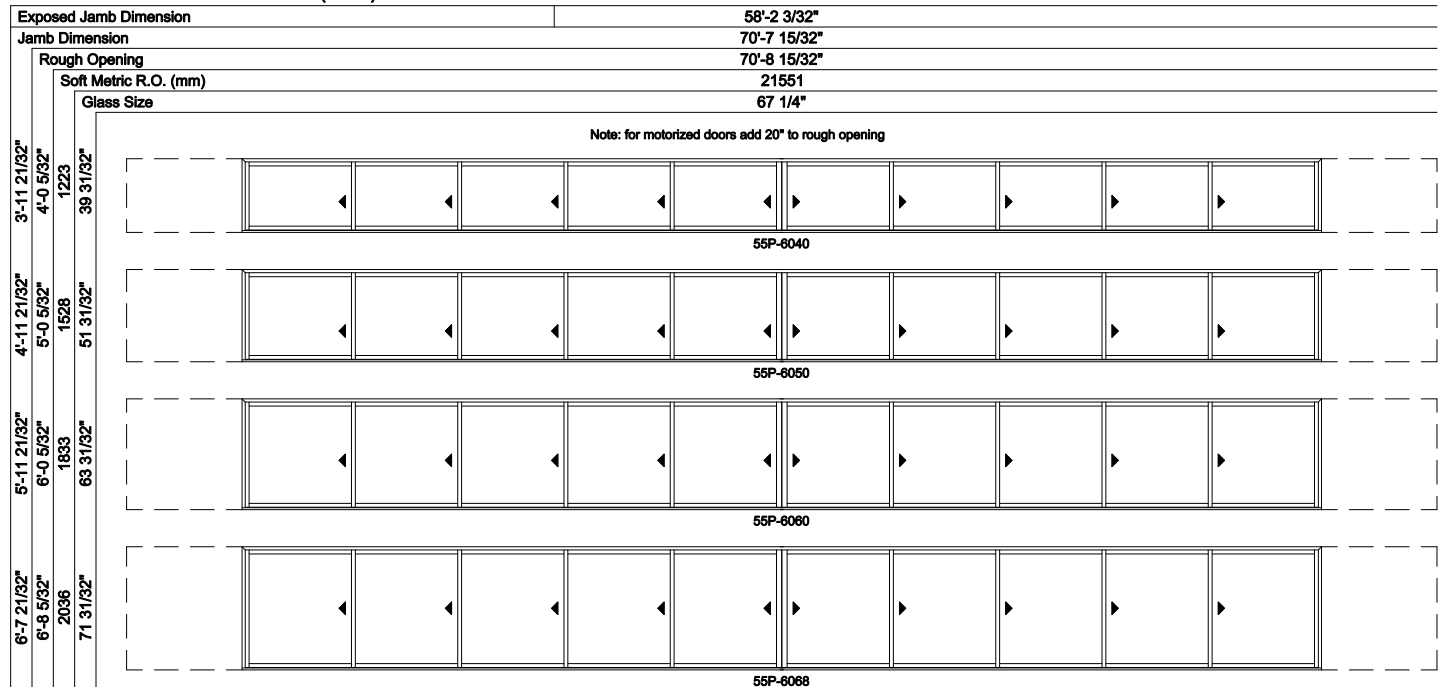 Exposed Jamb Dimension 58'-2 3/32"
Jamb Dimension 70'-7 15/32"
Rough Opening 70'-8 15/32"
Soft Metric R.O. (mm) 21551
Glass Size 67 1/4"
Note: for motorized doors add 20" to rough opening
3'-11 21/32"
4'-0 5/32"
1223
39 31/32"
55P-6040
4'-11 21/32"
5'-0 5/32"
1528
51 31/32"
55P-6050
5'-11 21/32"
6'-0 5/32"
1833
63 31/32"
55P-6060
6'-7 21/32"
6'-8 5/32"
2036
71 31/32"
55P-6068